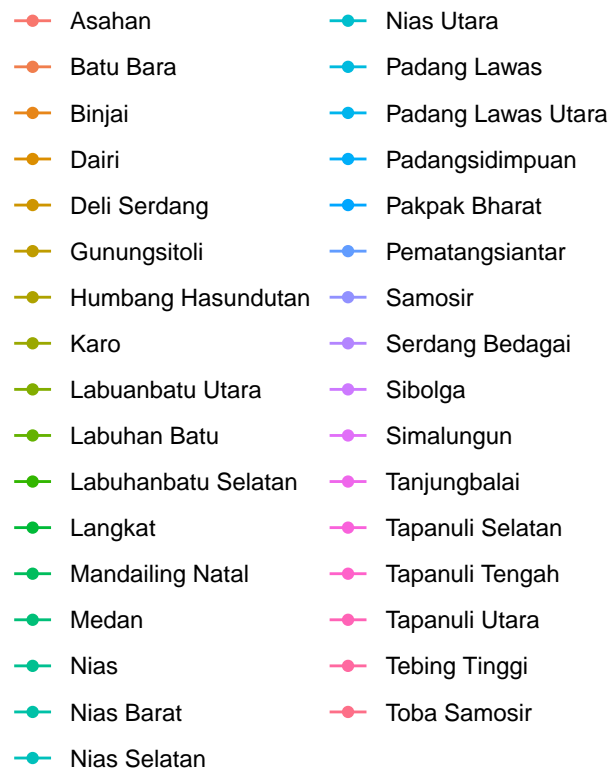 Asahan
Batu Bara
Binjai
Dairi
Deli Serdang
Gunungsitoli
Humbang Hasundutan
Karo
Labuanbatu Utara
Labuhan Batu
Labuhanbatu Selatan
Langkat
Mandailing Natal
Medan
Nias
Nias Barat
Nias Selatan
Nias Utara
Padang Lawas
Padang Lawas Utara
Padangsidimpuan
Pakpak Bharat
Pematangsiantar
Samosir
Serdang Bedagai
Sibolga
Simalungun
Tanjungbalai
Tapanuli Selatan
Tapanuli Tengah
Tapanuli Utara
Tebing Tinggi
Toba Samosir